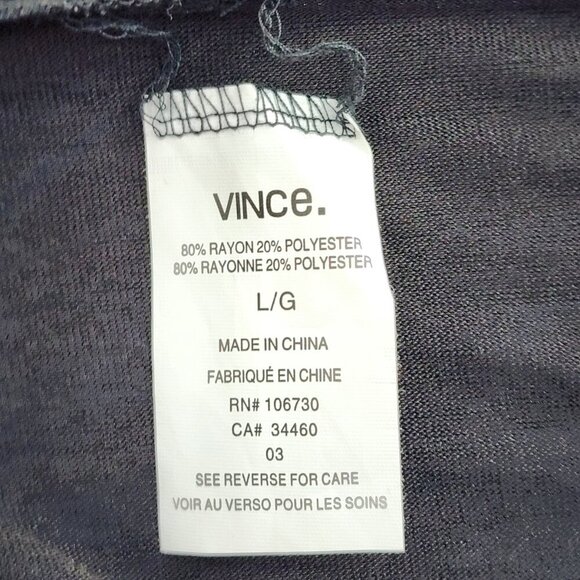 VINCe.
80% RAYON 20% POLYESTER
80% RAYONNE 20% POLYESTER
L/G
MADE IN CHINA
FABRIQUÉ EN CHINE
RN# 106730
CA# 34460
03
SEE REVERSE FOR CARE
VOIR AU VERSO POUR LES SOINS